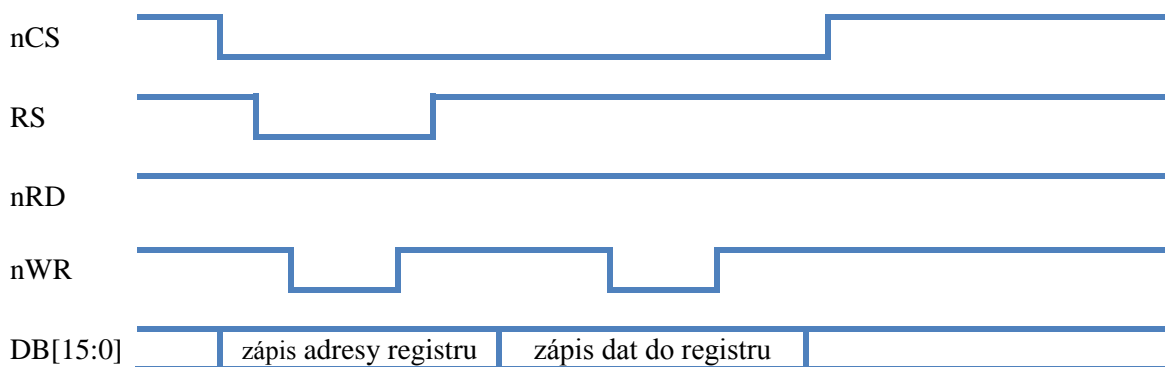 nCS
RS
nRD
nWR
DB[15:0] zápis adresy registru zápis dat do registru